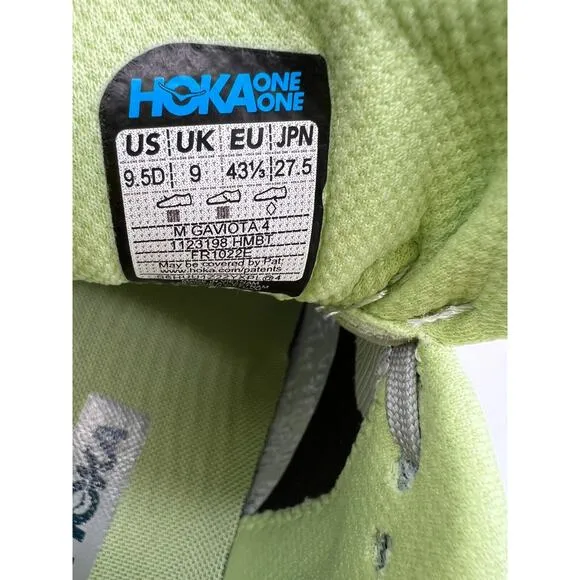 HOKA ONE ONE
US UK EU JPN
9.5D 9 43⅓ 27.5
M GAVIOTA 4
1123198 HMBT
FR1022E
May be covered by Pat:
www.hoka.com/patents
HOKA